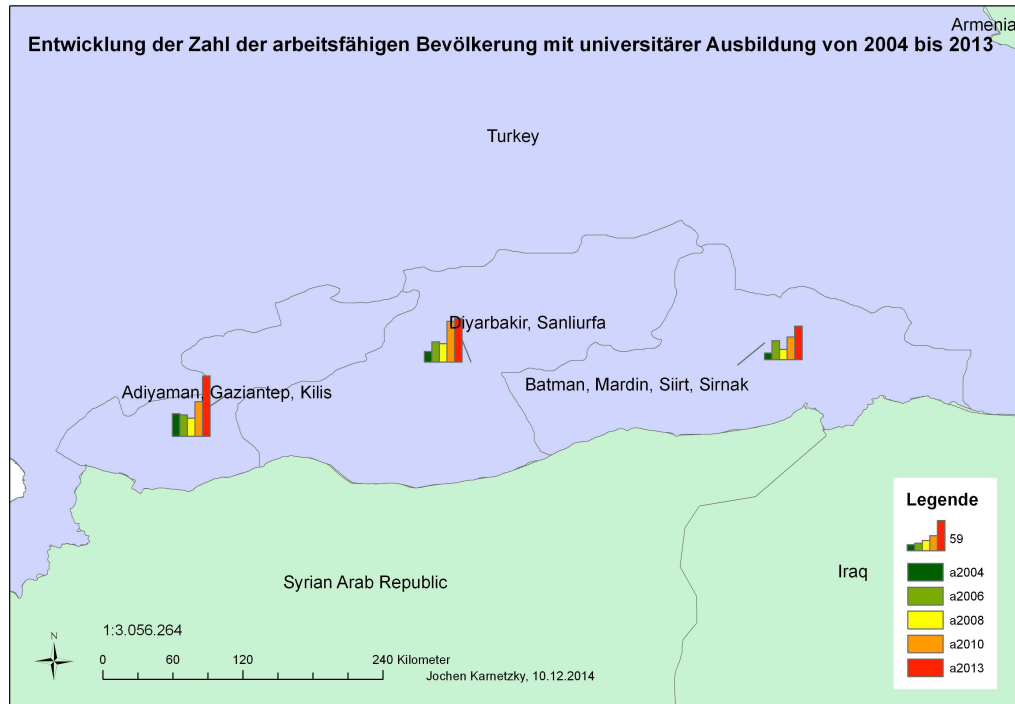 Armenia
Entwicklung der Zahl der arbeitsfähigen Bevölkerung mit universitärer Ausbildung von 2004 bis 2013
Turkey
Diyarbakir, Sanliurfa
Batman, Mardin, Siirt, Sirnak
Adiyaman, Gaziantep, Kilis
Legende
59
a2004
a2006
a2008
a2010
a2013
Iraq
Syrian Arab Republic
N
1:3.056.264
0 60 120 240 Kilometer
Jochen Karnetzky, 10.12.2014